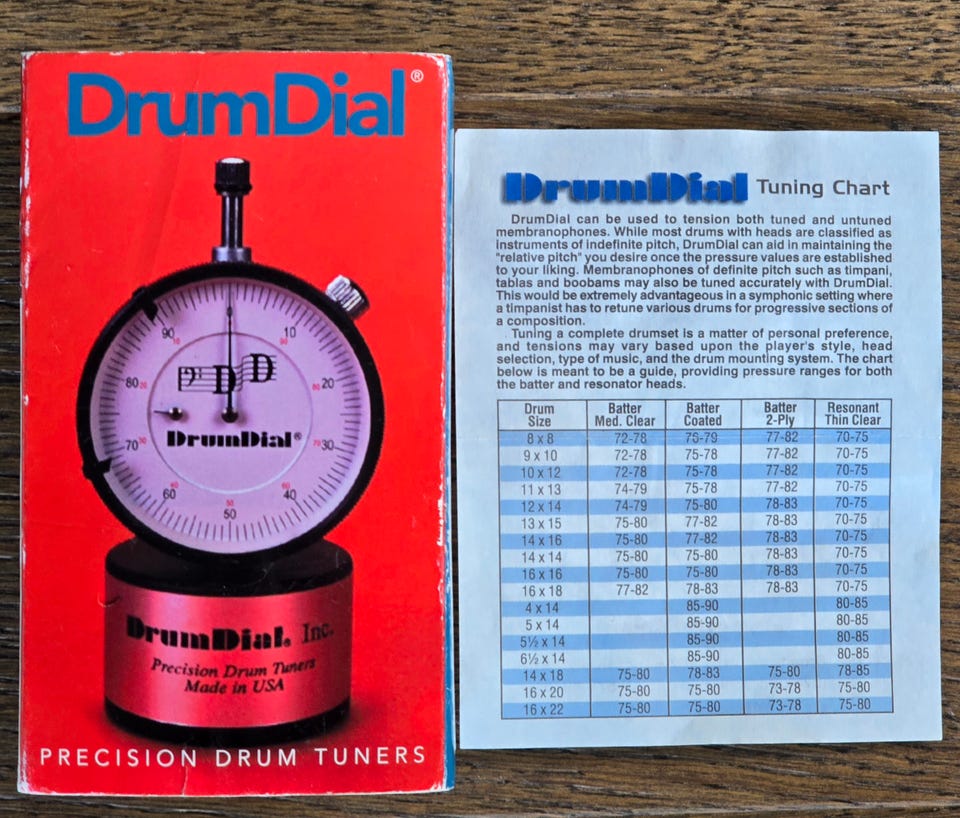 DrumDial®
0
10
90
20
80
30
70
40
60
50
90
80
70
60
50
40
30
20
10
DD
DrumDial®
DrumDial, Inc.
Precision Drum Tuners
Made in USA
PRECISION DRUM TUNERS
DrumDial Tuning Chart
DrumDial can be used to tension both tuned and untuned
membranophones. While most drums with heads are classified as
instruments of indefinite pitch, DrumDial can aid in maintaining the
"relative pitch" you desire once the pressure values are established
to your liking. Membranophones of definite pitch such as timpani,
tablas and boobams may also be tuned accurately with DrumDial.
This would be extremely advantageous in a symphonic setting where
a timpanist has to retune various drums for progressive sections of
a composition.
Tuning a complete drumset is a matter of personal preference,
and tensions may vary based upon the player's style, head
selection, type of music, and the drum mounting system. The chart
below is meant to be a guide, providing pressure ranges for both
the batter and resonator heads.
Drum Batter Batter Batter Resonant
Size Med. Clear Coated 2-Ply Thin Clear
8 x 8 72-78 75-79 77-82 70-75
9 x 10 72-78 75-78 77-82 70-75
10 x 12 72-78 75-78 77-82 70-75
11 x 13 74-79 75-78 77-82 70-75
12 x 14 74-79 75-80 78-83 70-75
13 x 15 75-80 77-82 78-83 70-75
14 x 16 75-80 77-82 78-83 70-75
14 x 14 75-80 75-80 78-83 70-75
16 x 16 75-80 75-80 78-83 70-75
16 x 18 77-82 78-83 78-83 70-75
4 x 14 85-90 80-85
5 x 14 85-90 80-85
5½ x 14 85-90 80-85
6½ x 14 85-90 80-85
14 x 18 75-80 78-83 75-80 78-85
16 x 20 75-80 75-80 73-78 75-80
16 x 22 75-80 75-80 73-78 75-80